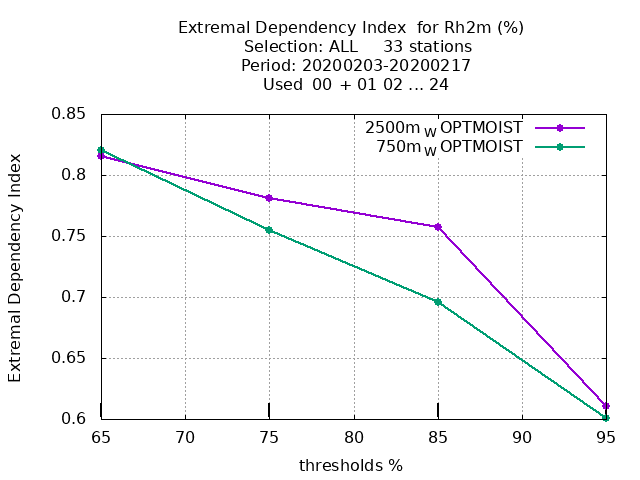 Extremal Dependency Index  for Rh2m (%)
Selection: ALL     33 stations
Period: 20200203-20200217
Used  00 + 01 02 ... 24
0.85
0.8
0.75
0.7
0.65
0.6
Extremal Dependency Index
2500m W OPTMOIST
750m W OPTMOIST
65 70 75 80 85 90 95
thresholds %